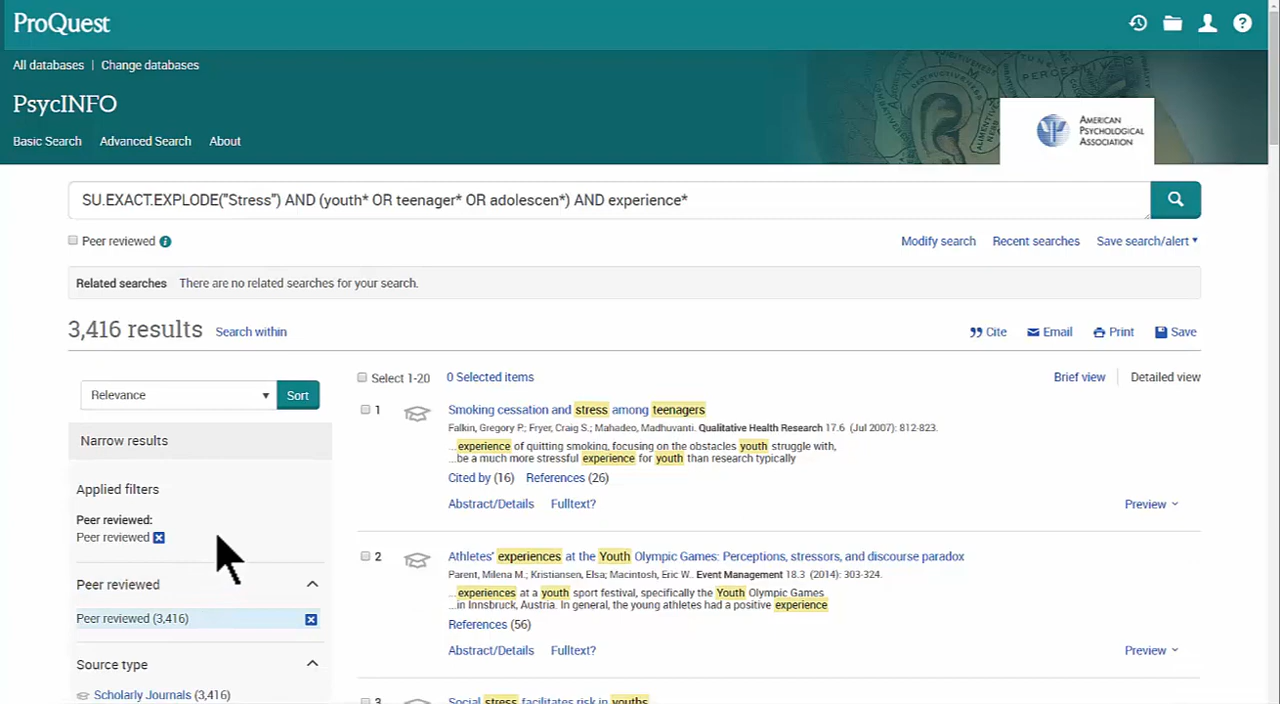 ProQuest
All databases | Change databases
PsycINFO
AMERICAN
PSYCHOLOGICAL
ASSOCIATION
Basic Search Advanced Search About
SU.EXACT.EXPLODE("Stress") AND (youth* OR teenager* OR adolescen*) AND experience*
Peer reviewed
Modify search Recent searches Save search/alert
Related searches There are no related searches for your search.
3,416 results Search within
Cite Email Print Save
Relevance Sort
Select 1-20 0 Selected items
Brief view | Detailed view
Narrow results
Applied filters
Peer reviewed:
Peer reviewed
Peer reviewed
Peer reviewed (3,416)
Source type
Scholarly Journals (3,416)
1 Smoking cessation and stress among teenagers
Falkin, Gregory P.; Fryer, Craig S.; Mahadeo, Madhuvanti. Qualitative Health Research 17.6 (Jul 2007): 812-823.
...experience of quitting smoking, focusing on the obstacles youth struggle with,
...be a much more stressful experience for youth than research typically
Cited by (16) References (26)
Abstract/Details Fulltext? Preview
2 Athletes' experiences at the Youth Olympic Games: Perceptions, stressors, and discourse paradox
Parent, Milena M.; Kristiansen, Elsa; Macintosh, Eric W.. Event Management 18.3 (2014): 303-324.
...experiences at a youth sport festival, specifically the Youth Olympic Games
...in Innsbruck, Austria. In general, the young athletes had a positive experience
References (56)
Abstract/Details Fulltext? Preview
3 Social stress facilitates risk in youths